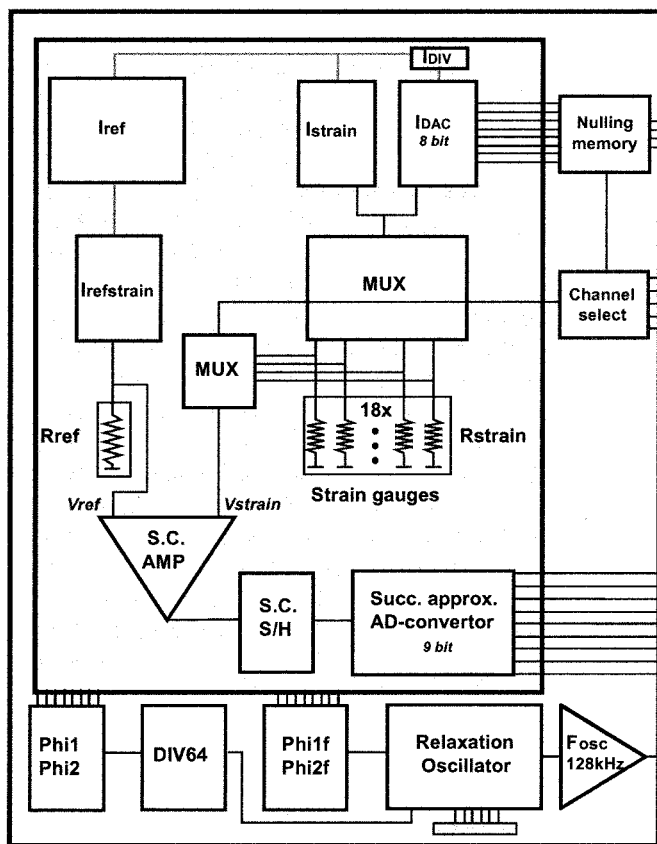 IDIV
Iref
Istrain
IDAC
8 bit
Nulling
memory
Irefstrain
MUX
Channel
select
MUX
18x
Rref
Rstrain
Strain gauges
Vref
Vstrain
S.C.
AMP
S.C.
S/H
Succ. approx.
AD-convertor
9 bit
Phi1
Phi2
DIV64
Phi1f
Phi2f
Relaxation
Oscillator
Fosc
128kHz